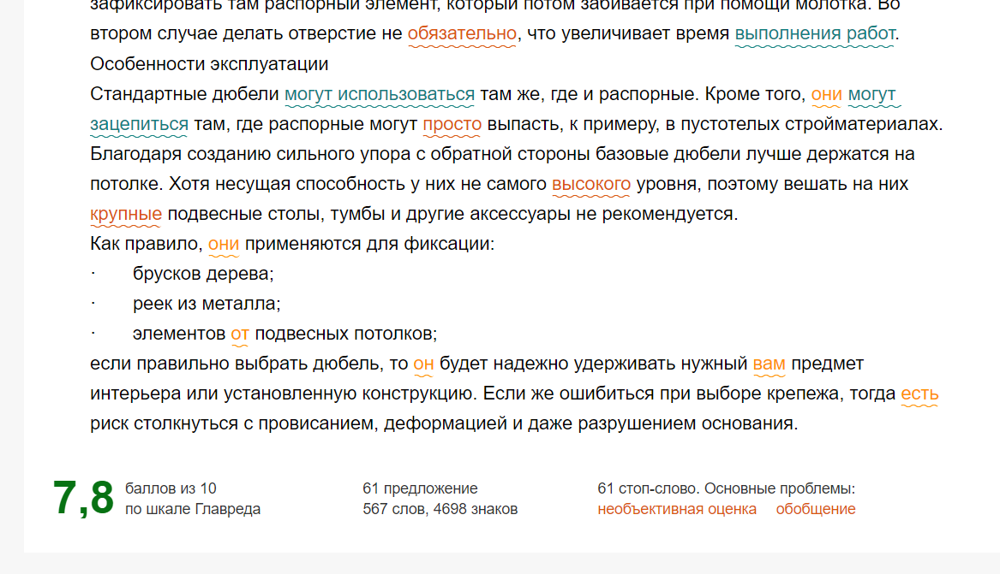 зафиксировать там распорный элемент, который потом забивается при помощи молотка. Во
втором случае делать отверстие не обязательно, что увеличивает время выполнения работ.
Особенности эксплуатации
Стандартные дюбели могут использоваться там же, где и распорные. Кроме того, они могут
зацепиться там, где распорные могут просто выпасть, к примеру, в пустотелых стройматериалах.
Благодаря созданию сильного упора с обратной стороны базовые дюбели лучше держатся на
потолке. Хотя несущая способность у них не самого высокого уровня, поэтому вешать на них
крупные подвесные столы, тумбы и другие аксессуары не рекомендуется.
Как правило, они применяются для фиксации:
· брусков дерева;
· реек из металла;
· элементов от подвесных потолков;
если правильно выбрать дюбель, то он будет надежно удерживать нужный вам предмет
интерьера или установленную конструкцию. Если же ошибиться при выборе крепежа, тогда есть
риск столкнуться с провисанием, деформацией и даже разрушением основания.
7,8 баллов из 10 по шкале Главреда
61 предложение
567 слов, 4698 знаков
61 стоп-слово. Основные проблемы:
необъективная оценка обобщение